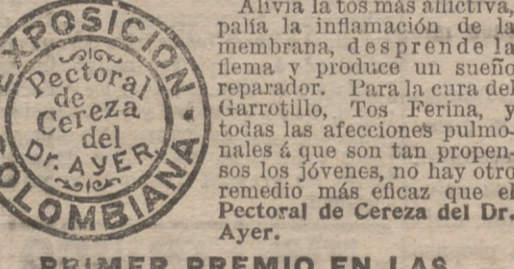 EXPOSICION COLOMBIANA
Pectoral
de
Cereza
del
Dr. AYER.
Alivia la tos más aflictiva,
palía la inflamación de la
membrana, desprende la
flema y produce un sueño
reparador. Para la cura del
Garrotillo, Tos Ferina, y
todas las afecciones pulmo-
nales á que son tan propen-
sos los jóvenes, no hay otro
remedio más eficaz que el
Pectoral de Cereza del Dr.
Ayer.
PRIMER PREMIO EN LAS